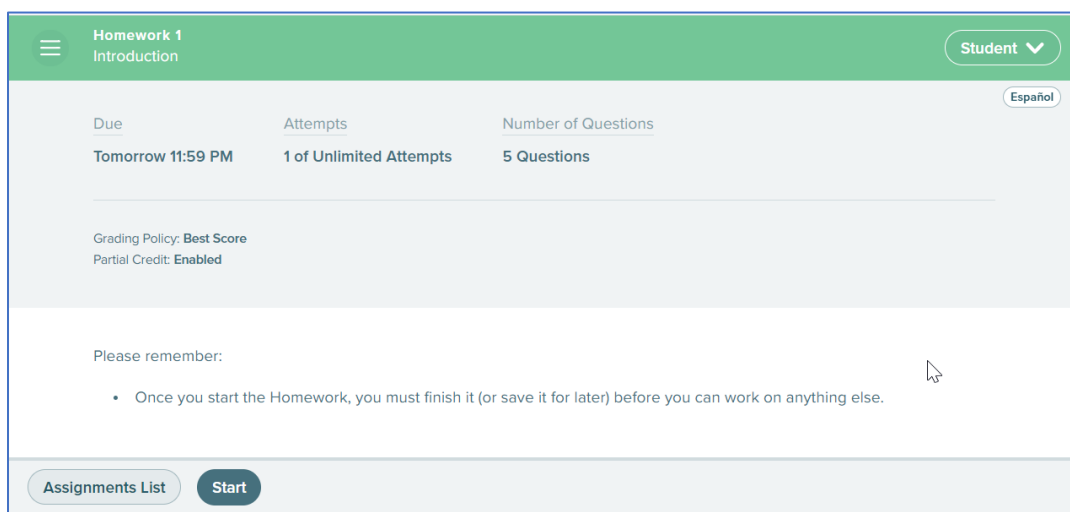 Homework 1
Introduction
Student
Español
Due
Attempts
Number of Questions
Tomorrow 11:59 PM
1 of Unlimited Attempts
5 Questions
Grading Policy: Best Score
Partial Credit: Enabled
Please remember:
• Once you start the Homework, you must finish it (or save it for later) before you can work on anything else.
Assignments List
Start